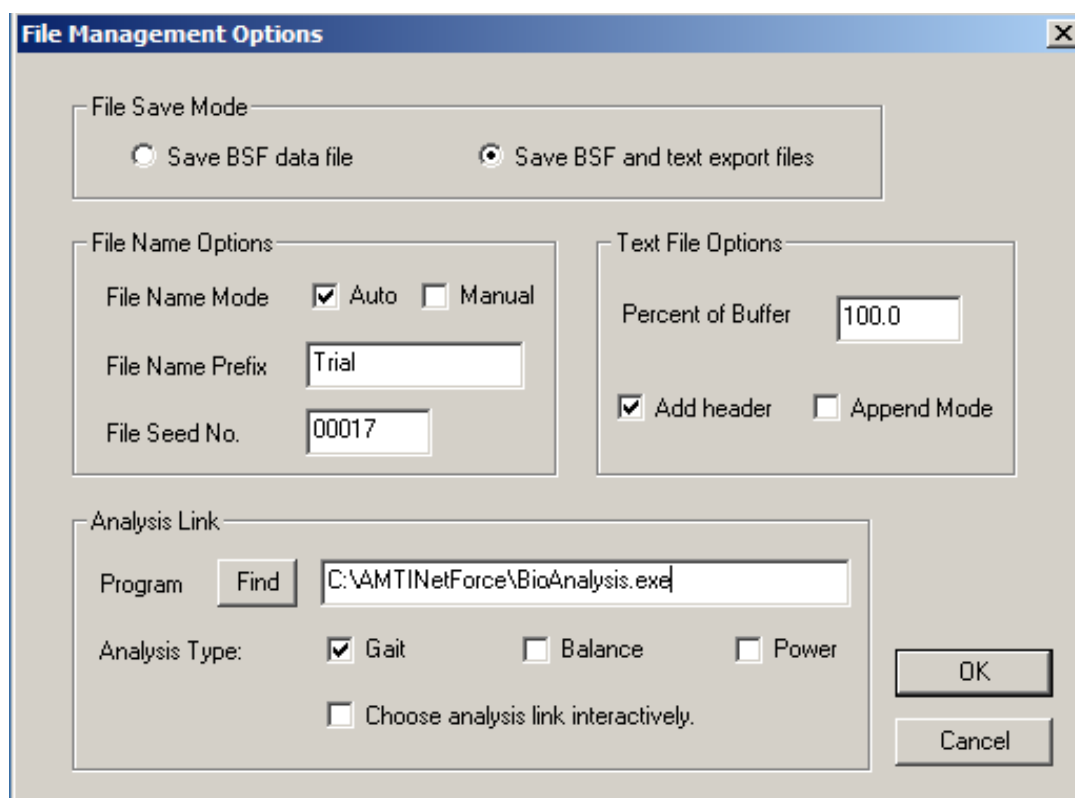 File Management Options
File Save Mode
Save BSF data file Save BSF and text export files
File Name Options
File Name Mode Auto Manual
File Name Prefix Trial
File Seed No. 00017
Text File Options
Percent of Buffer 100.0
Add header Append Mode
Analysis Link
Program Find C:\AMTINetForce\BioAnalysis.exe
Analysis Type: Gait Balance Power
Choose analysis link interactively.
OK
Cancel